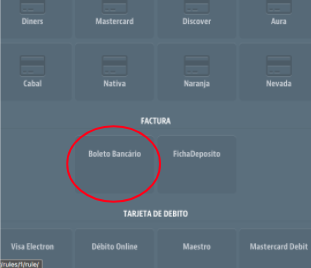 Diners Mastercard Discover Aura
Cabal Nativa Naranja Nevada
FACTURA
Boleto Bancário FichaDeposito
TARJETA DE DEBITO
Visa Electron Débito Online Maestro Mastercard Debit
/rules/1/rule/